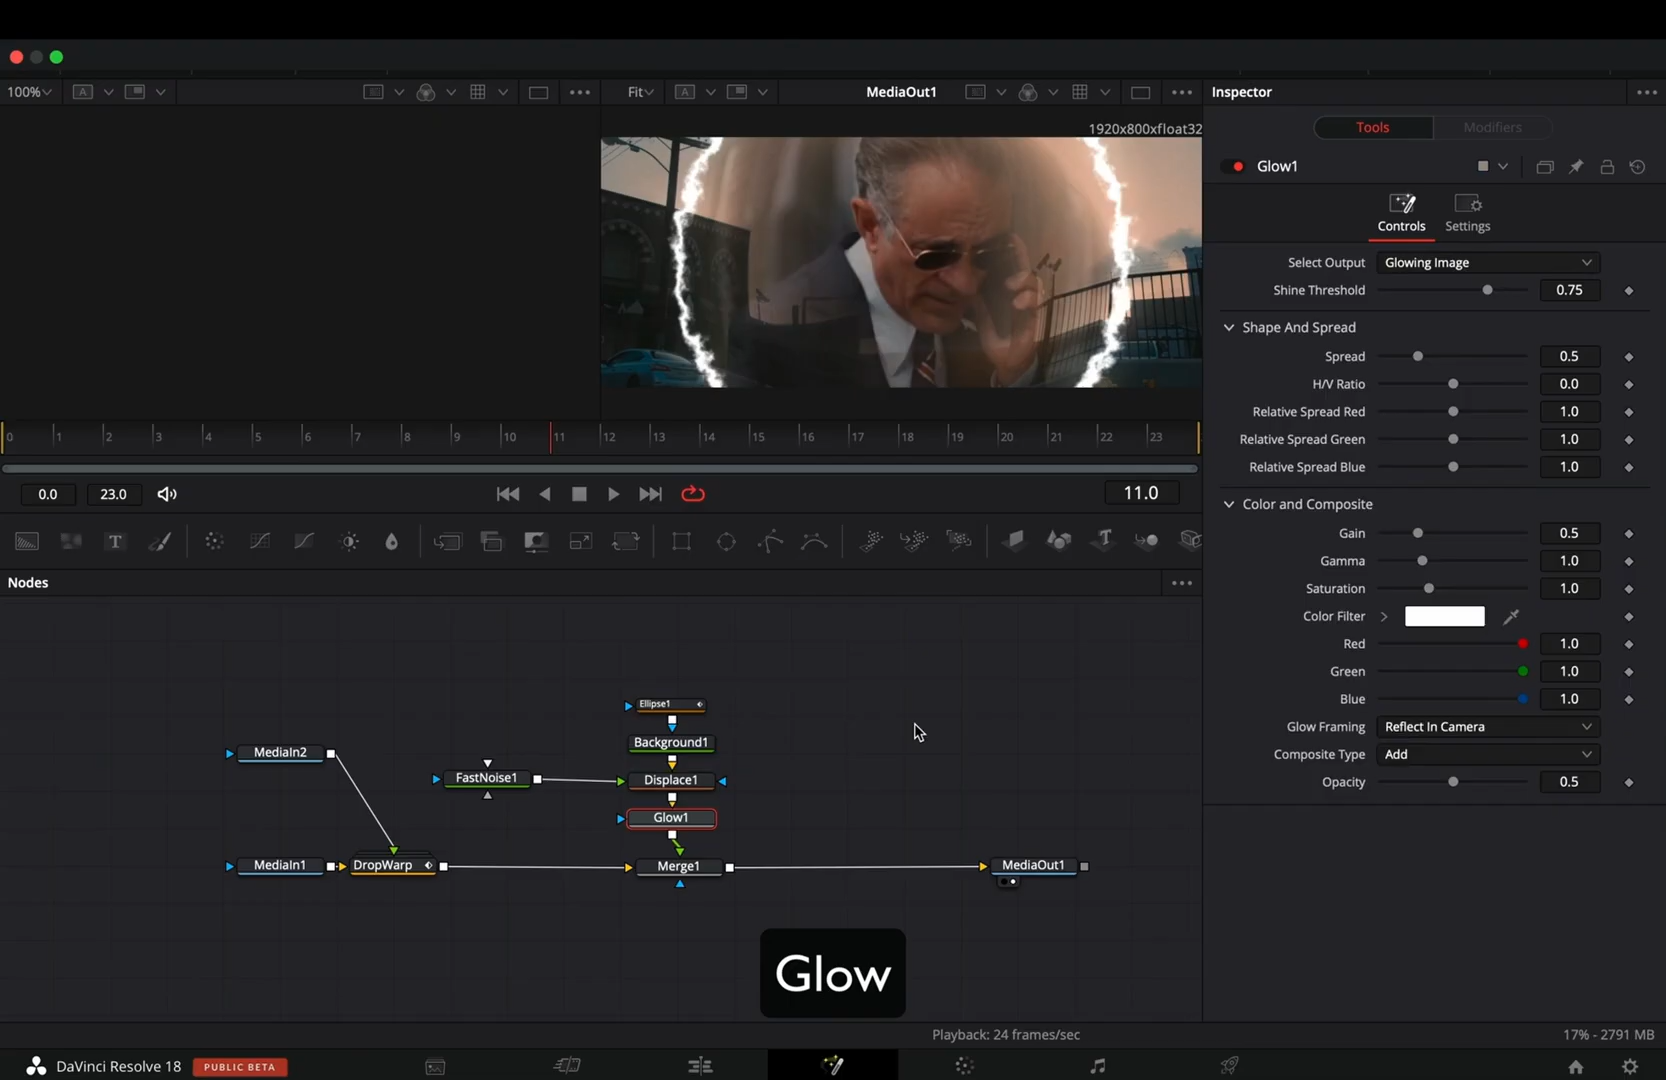 100%
A
Fit
A
MediaOut1
Inspector
1920x800xfloat32
Tools
Modifiers
Glow1
Controls
Settings
Select Output
Glowing Image
Shine Threshold
0.75
Shape And Spread
Spread
0.5
H/V Ratio
0.0
Relative Spread Red
1.0
Relative Spread Green
1.0
Relative Spread Blue
1.0
0 1 2 3 4 5 6 7 8 9 10 11 12 13 14 15 16 17 18 19 20 21 22 23
0.0
23.0
11.0
Color and Composite
Gain
0.5
Gamma
1.0
Saturation
1.0
Color Filter
Red
1.0
Green
1.0
Blue
1.0
Glow Framing
Reflect In Camera
Composite Type
Add
Opacity
0.5
T
T
Nodes
Ellipse1
Background1
MediaIn2
FastNoise1
Displace1
Glow1
MediaIn1
DropWarp
Merge1
MediaOut1
Glow
Playback: 24 frames/sec
17% - 2791 MB
DaVinci Resolve 18
PUBLIC BETA